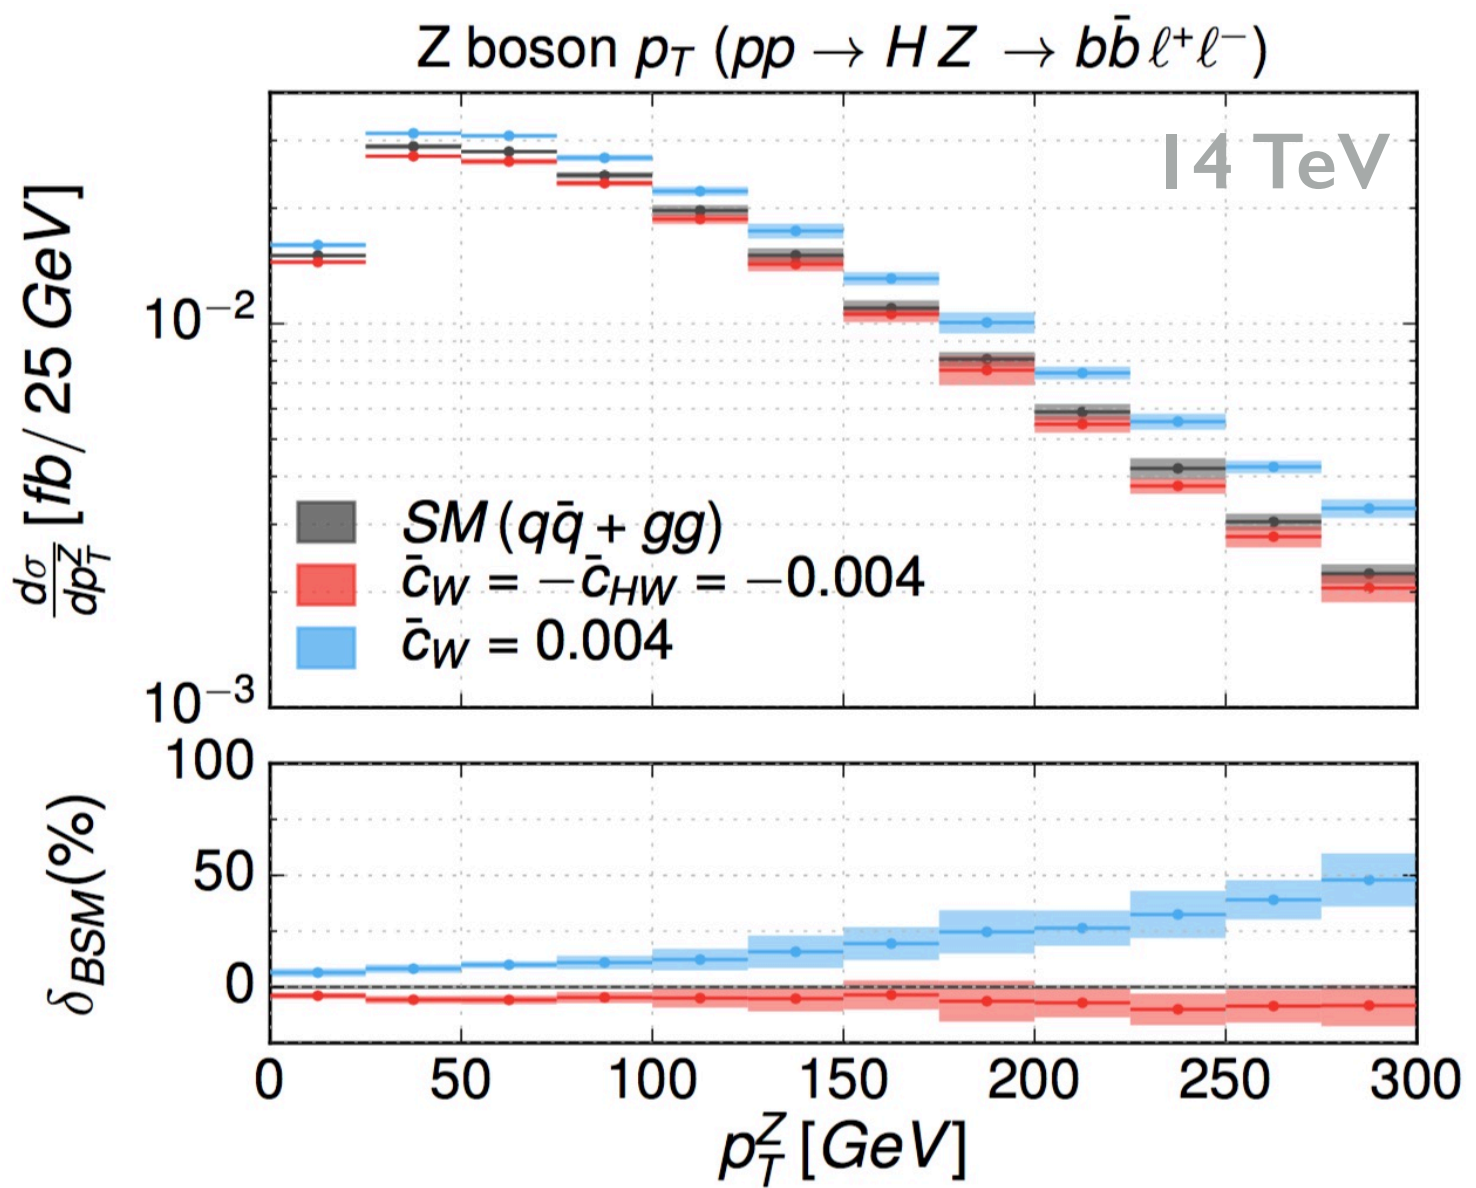 Z boson p_T (pp → H Z → bb̄ ℓ⁺ℓ⁻)
14 TeV
dσ/dp_T^Z [fb/ 25 GeV]
10⁻²
10⁻³
SM (qq̄ + gg)
c̄_W = −c̄_HW = −0.004
c̄_W = 0.004
δ_BSM(%)
100
50
0
0 50 100 150 200 250 300
p_T^Z [GeV]